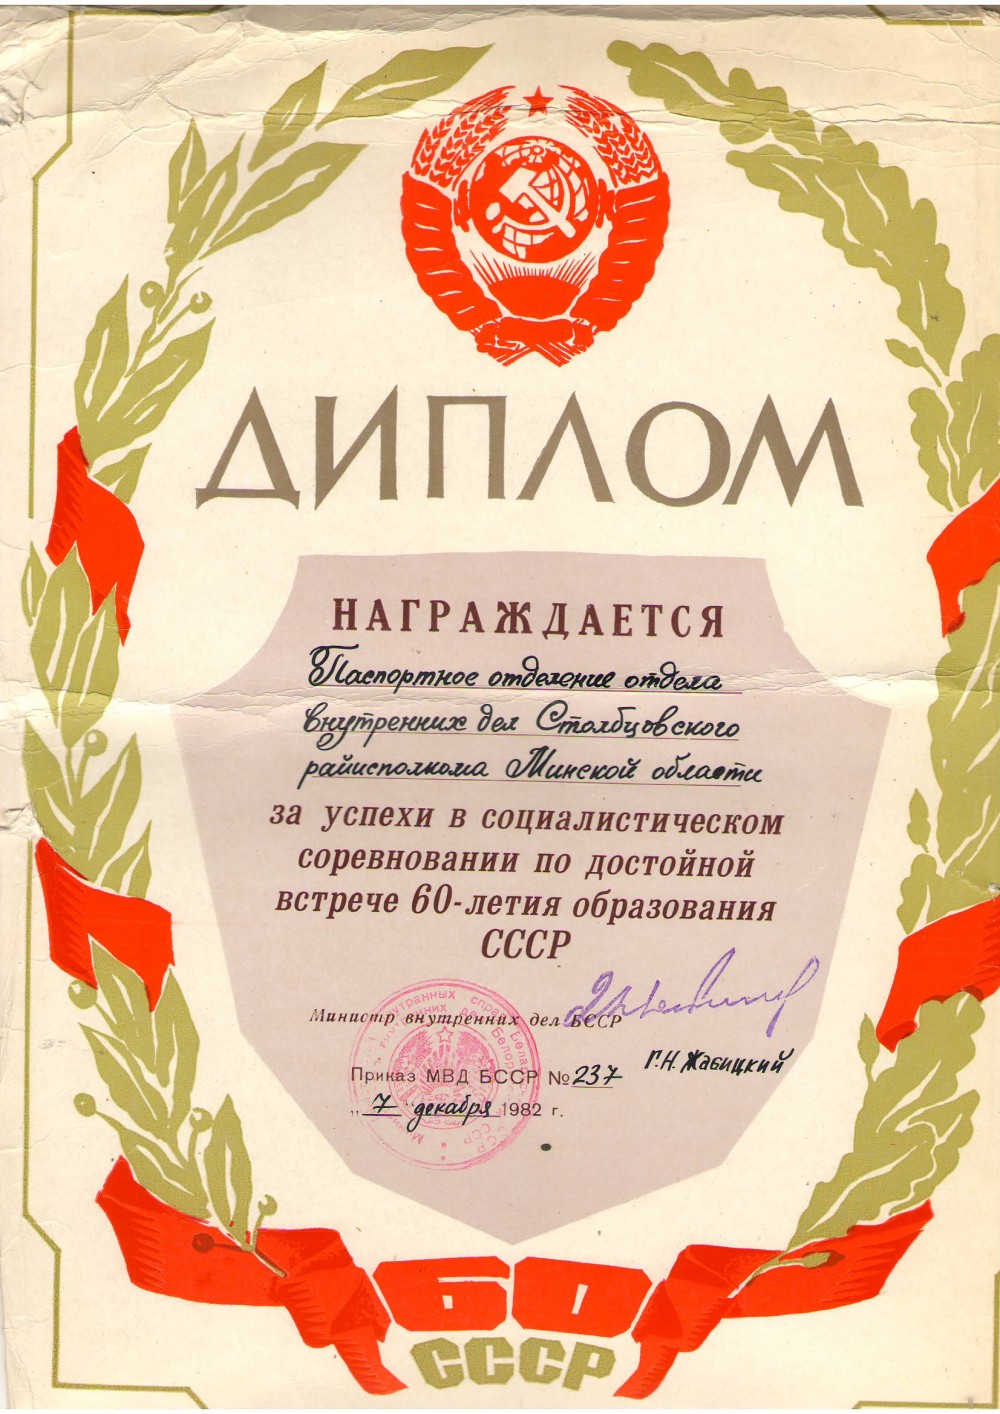 ДИПЛОМ
НАГРАЖДАЕТСЯ
Паспортное отделение отдела
внутренних дел Столбцовского
райисполкома Минской области
за успехи в социалистическом
соревновании по достойной
встрече 60-летия образования
СССР
Министр внутренних дел БССР
Г.Н. Жабицкий
Приказ МВД БССР № 237
„7" декабря 1982 г.
60
СССР